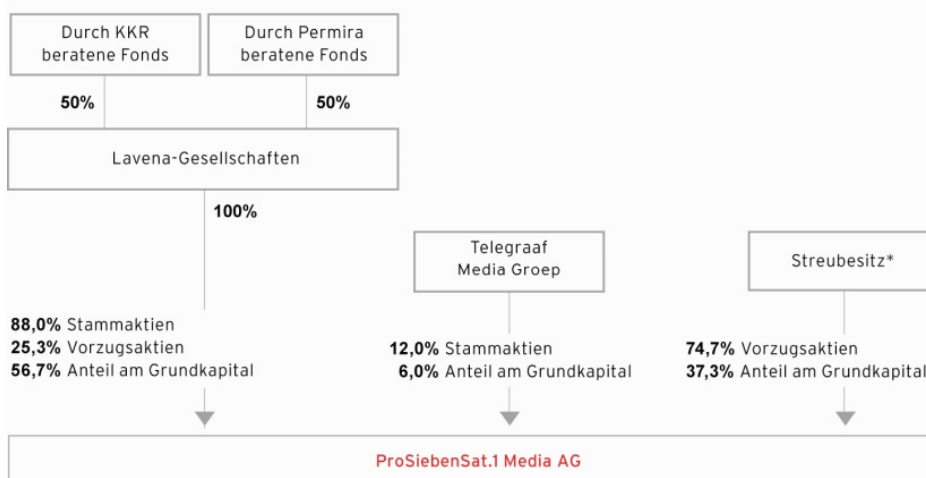 Durch KKR
beratene Fonds
Durch Permira
beratene Fonds
50%
50%
Lavena-Gesellschaften
100%
Telegraaf
Media Groep
Streubesitz*
88,0% Stammaktien
25,3% Vorzugsaktien
56,7% Anteil am Grundkapital
12,0% Stammaktien
6,0% Anteil am Grundkapital
74,7% Vorzugsaktien
37,3% Anteil am Grundkapital
ProSiebenSat.1 Media AG